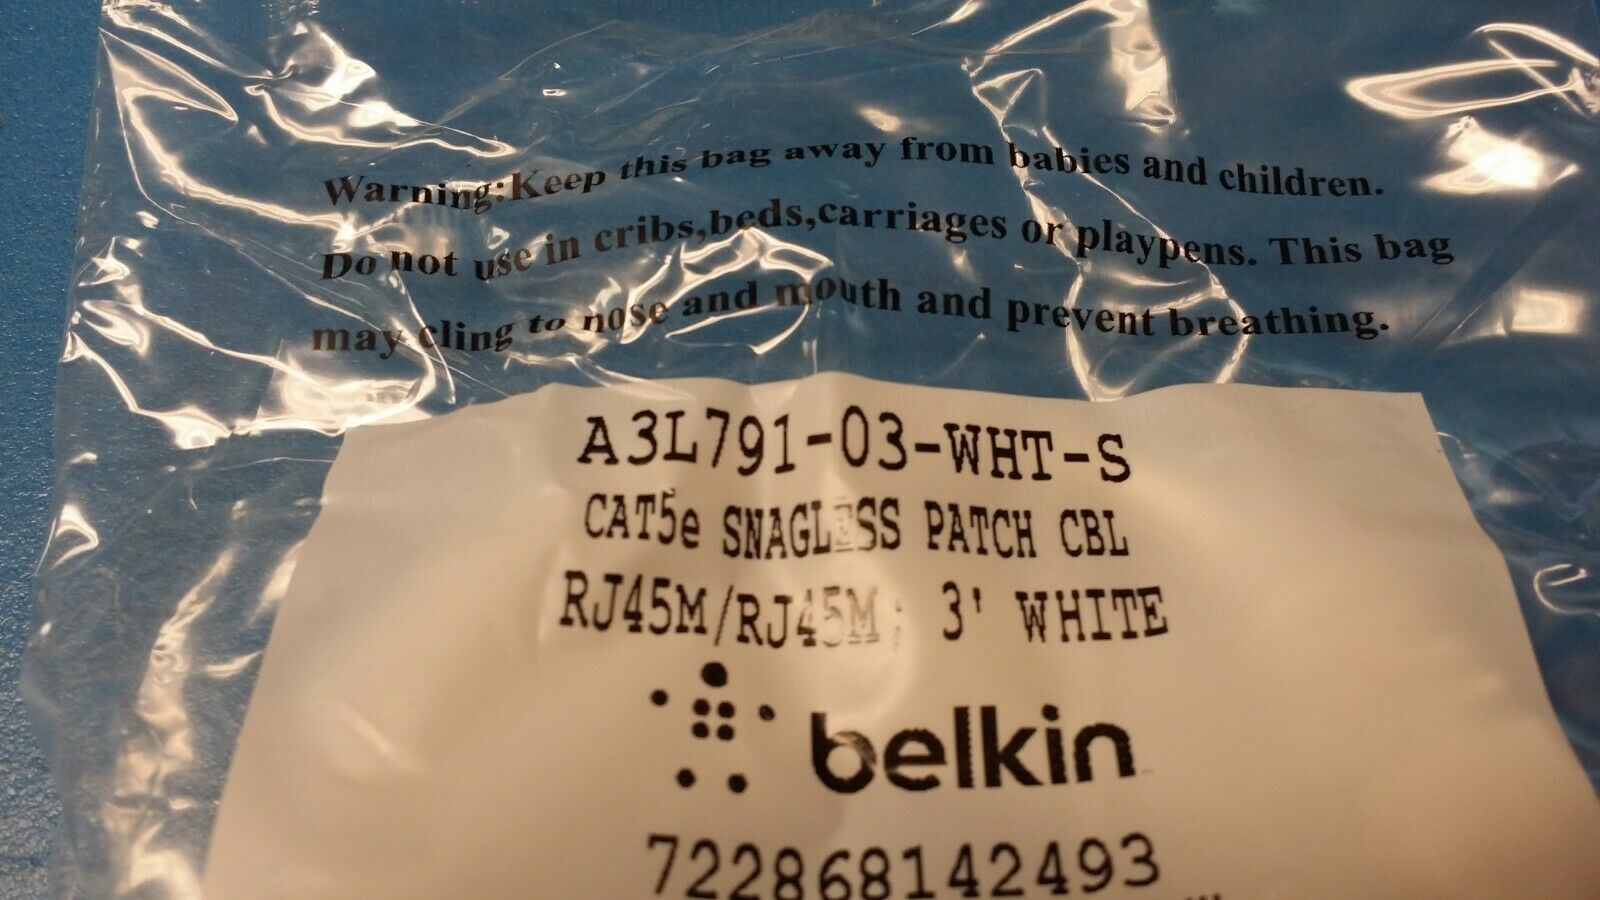 Warning:Keep this bag away from babies and children.
Do not use in cribs,beds,carriages or playpens. This bag
may cling to nose and mouth and prevent breathing.
A3L791-03-WHT-S
CAT5e SNAGLESS PATCH CBL
RJ45M/RJ45M; 3' WHITE
belkin
722868142493